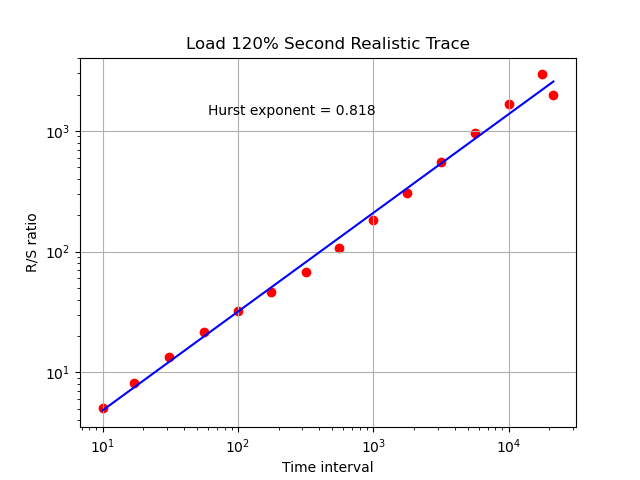 Load 120% Second Realistic Trace
Hurst exponent = 0.818
R/S ratio
10³
10²
10¹
10¹ 10² 10³ 10⁴
Time interval